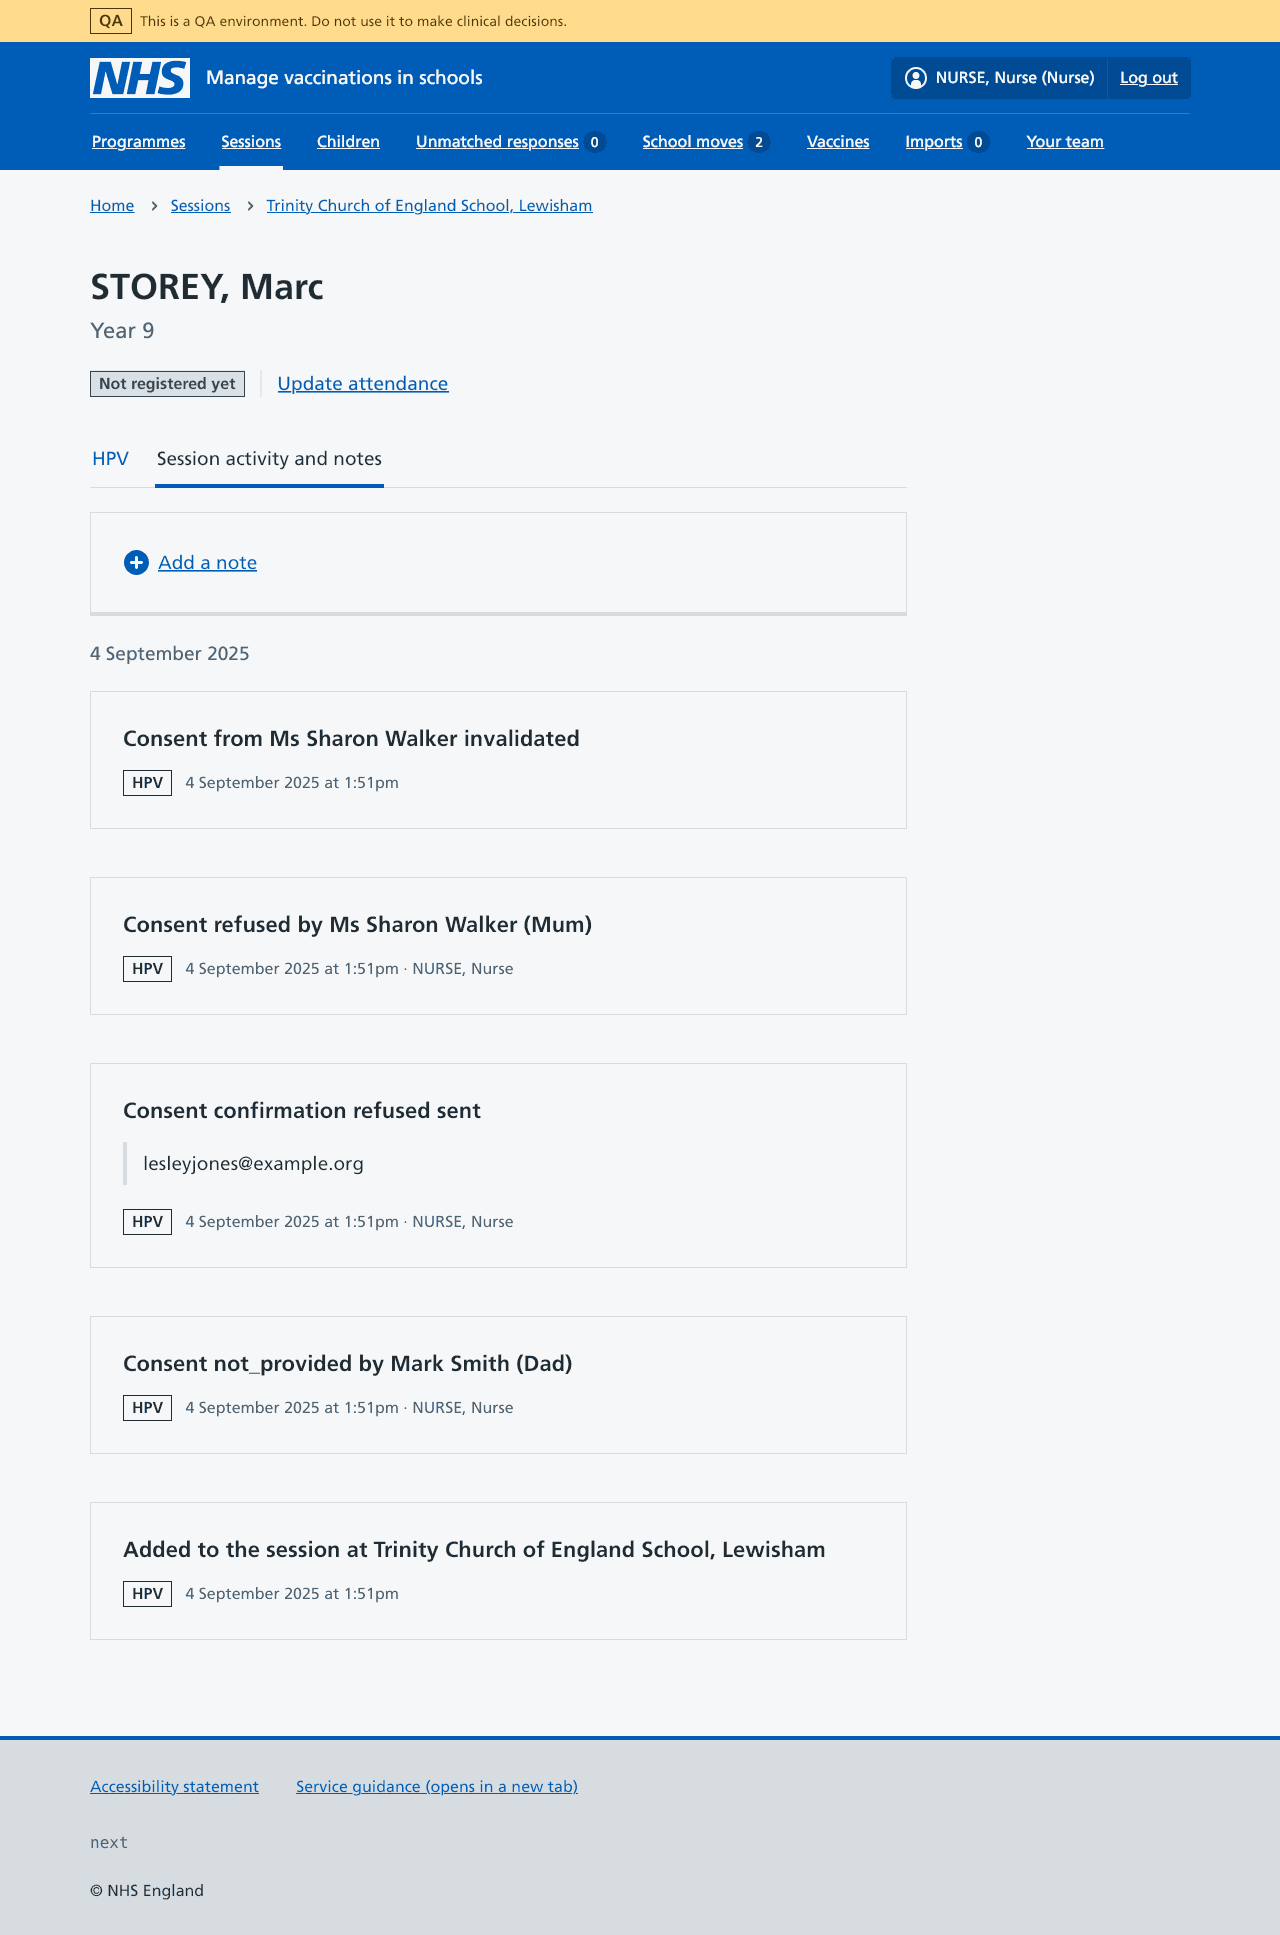 QA This is a QA environment. Do not use it to make clinical decisions.
NHS Manage vaccinations in schools NURSE, Nurse (Nurse) Log out
Programmes Sessions Children Unmatched responses 0 School moves 2 Vaccines Imports 0 Your team
Home › Sessions › Trinity Church of England School, Lewisham
STOREY, Marc
Year 9
Not registered yet Update attendance
HPV Session activity and notes
Add a note
4 September 2025
Consent from Ms Sharon Walker invalidated
HPV 4 September 2025 at 1:51pm
Consent refused by Ms Sharon Walker (Mum)
HPV 4 September 2025 at 1:51pm · NURSE, Nurse
Consent confirmation refused sent
lesleyjones@example.org
HPV 4 September 2025 at 1:51pm · NURSE, Nurse
Consent not_provided by Mark Smith (Dad)
HPV 4 September 2025 at 1:51pm · NURSE, Nurse
Added to the session at Trinity Church of England School, Lewisham
HPV 4 September 2025 at 1:51pm
Accessibility statement Service guidance (opens in a new tab)
next
© NHS England